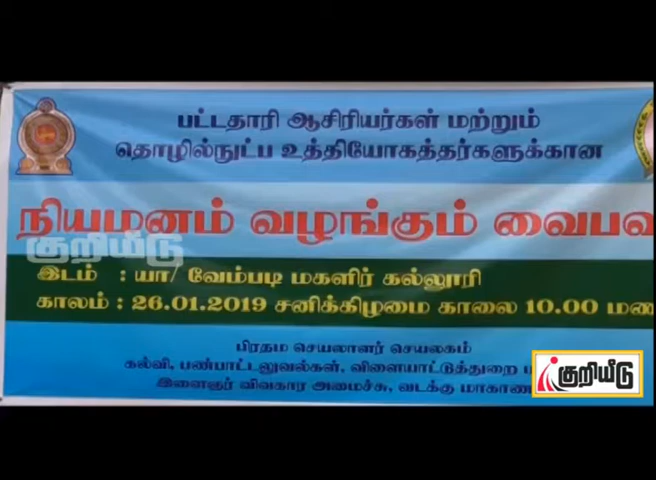 பட்டதாரி ஆசிரியர்கள் மற்றும்
தொழில்நுட்ப உத்தியோகத்தர்களுக்கான
நியமனம் வழங்கும் வைபவ
குறியீடு
இடம் : யா/ வேம்படி மகளிர் கல்லூரி
காலம் : 26.01.2019 சனிக்கிழமை காலை 10.00 மணி
பிரதம செயலாளர் செயலகம்
கல்வி, பண்பாட்டலுவல்கள், விளையாட்டுத்துறை
இளைஞர் விவகார அமைச்சு, வடக்கு மாகாண
குறியீடு